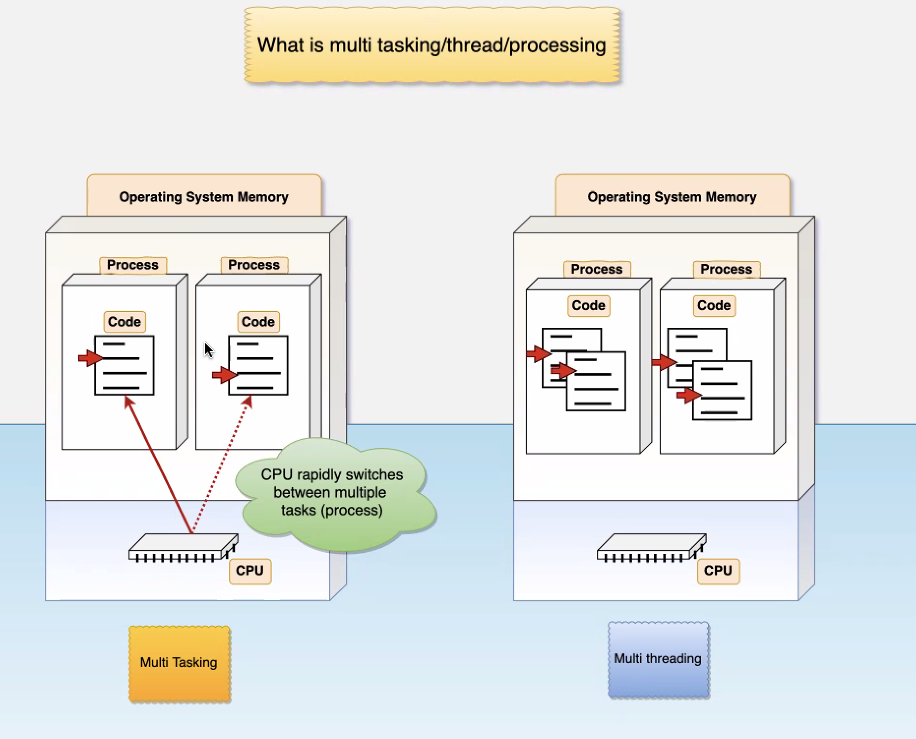 What is multi tasking/thread/processing
Operating System Memory
Process
Process
Code
Code
CPU rapidly switches
between multiple
tasks (process)
CPU
Multi Tasking
Operating System Memory
Process
Process
Code
Code
CPU
Multi threading